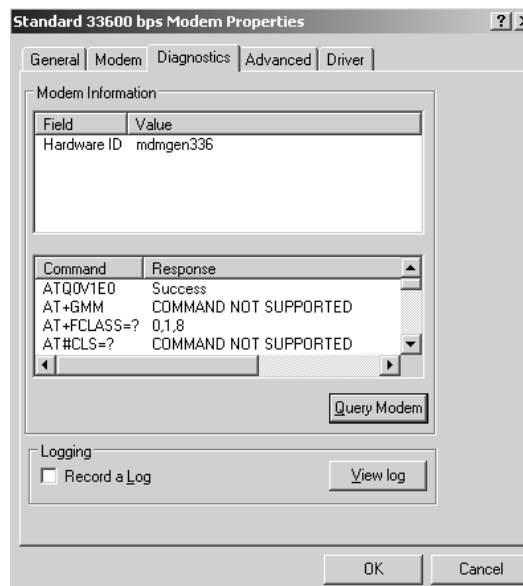 Standard 33600 bps Modem Properties
General Modem Diagnostics Advanced Driver
Modem Information
Field Value
Hardware ID mdmgen336
Command Response
ATQ0V1E0 Success
AT+GMM COMMAND NOT SUPPORTED
AT+FCLASS=? 0,1,8
AT#CLS=? COMMAND NOT SUPPORTED
Query Modem
Logging
Record a Log View log
OK Cancel